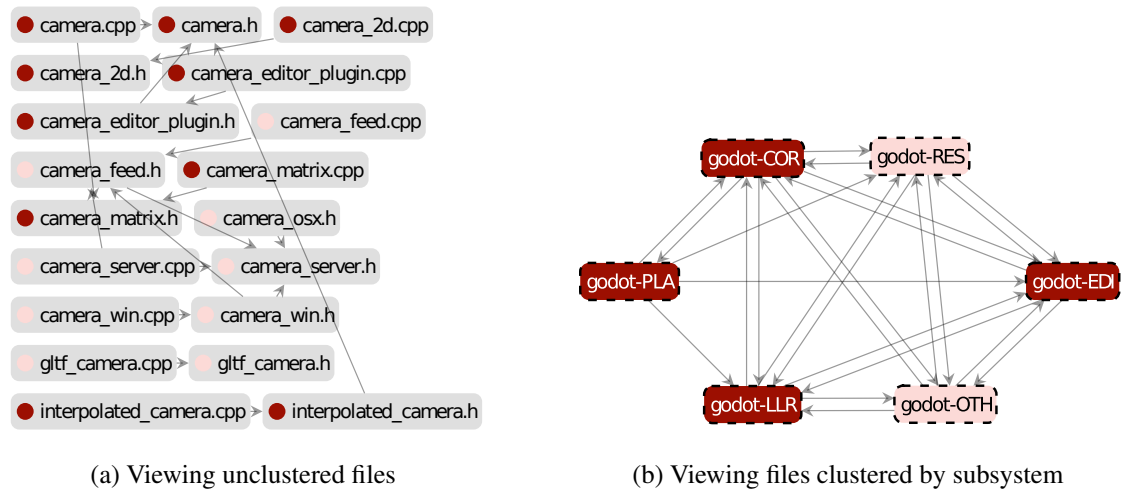 camera.cpp camera.h camera_2d.cpp
camera_2d.h camera_editor_plugin.cpp
camera_editor_plugin.h camera_feed.cpp
camera_feed.h camera_matrix.cpp
camera_matrix.h camera_osx.h
camera_server.cpp camera_server.h
camera_win.cpp camera_win.h
gltf_camera.cpp gltf_camera.h
interpolated_camera.cpp interpolated_camera.h
(a) Viewing unclustered files
godot-COR godot-RES
godot-PLA godot-EDI
godot-LLR godot-OTH
(b) Viewing files clustered by subsystem